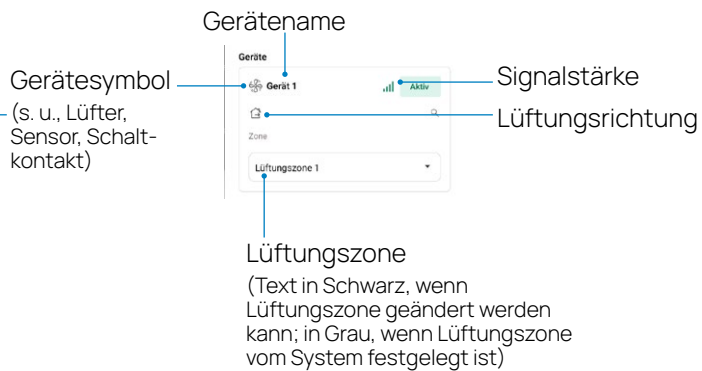 Gerätename
Geräte
Gerätesymbol
(s. u., Lüfter,
Sensor, Schalt-
kontakt)
Gerät 1
Aktiv
Signalstärke
Lüftungsrichtung
Zone
Lüftungszone 1
Lüftungszone
(Text in Schwarz, wenn
Lüftungszone geändert werden
kann; in Grau, wenn Lüftungszone
vom System festgelegt ist)